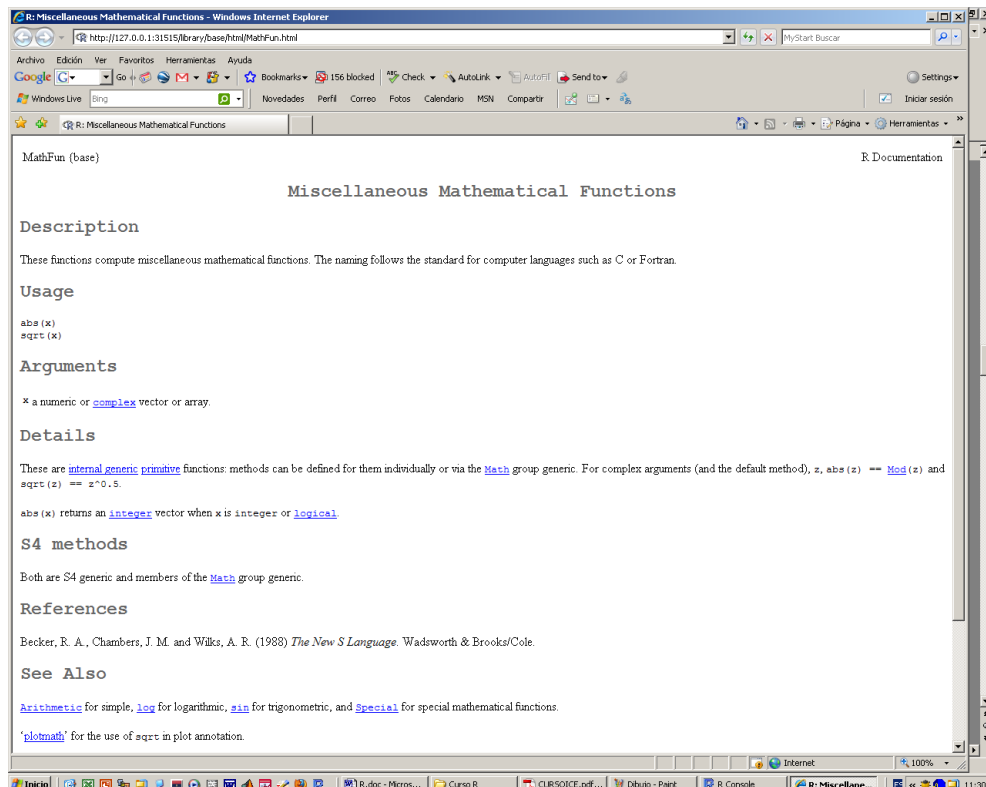 R: Miscellaneous Mathematical Functions - Windows Internet Explorer
http://127.0.0.1:31515/library/base/html/MathFun.html
MyStart Buscar
Archivo Edición Ver Favoritos Herramientas Ayuda
Google G Go 156 blocked Bookmarks ABC Check AutoLink AutoFill Send to Settings
Windows Live Bing Novedades Perfil Correo Fotos Calendario MSN Compartir Iniciar sesión
R: Miscellaneous Mathematical Functions Página Herramientas »
MathFun {base} R Documentation
Miscellaneous Mathematical Functions
Description
These functions compute miscellaneous mathematical functions. The naming follows the standard for computer languages such as C or Fortran.
Usage
abs(x)
sqrt(x)
Arguments
x a numeric or complex vector or array.
Details
These are internal generic primitive functions: methods can be defined for them individually or via the Math group generic. For complex arguments (and the default method), z, abs(z) == Mod(z) and
sqrt(z) == z^0.5.
abs(x) returns an integer vector when x is integer or logical.
S4 methods
Both are S4 generic and members of the Math group generic.
References
Becker, R. A., Chambers, J. M. and Wilks, A. R. (1988) The New S Language. Wadsworth & Brooks/Cole.
See Also
Arithmetic for simple, log for logarithmic, sin for trigonometric, and Special for special mathematical functions.
‘plotmath’ for the use of sqrt in plot annotation.
Internet 100%
Inicio R.doc - Micros... Curso R CURSOICE.pdf... Dibujo - Paint R Console R: Miscellane... ES « 11:30